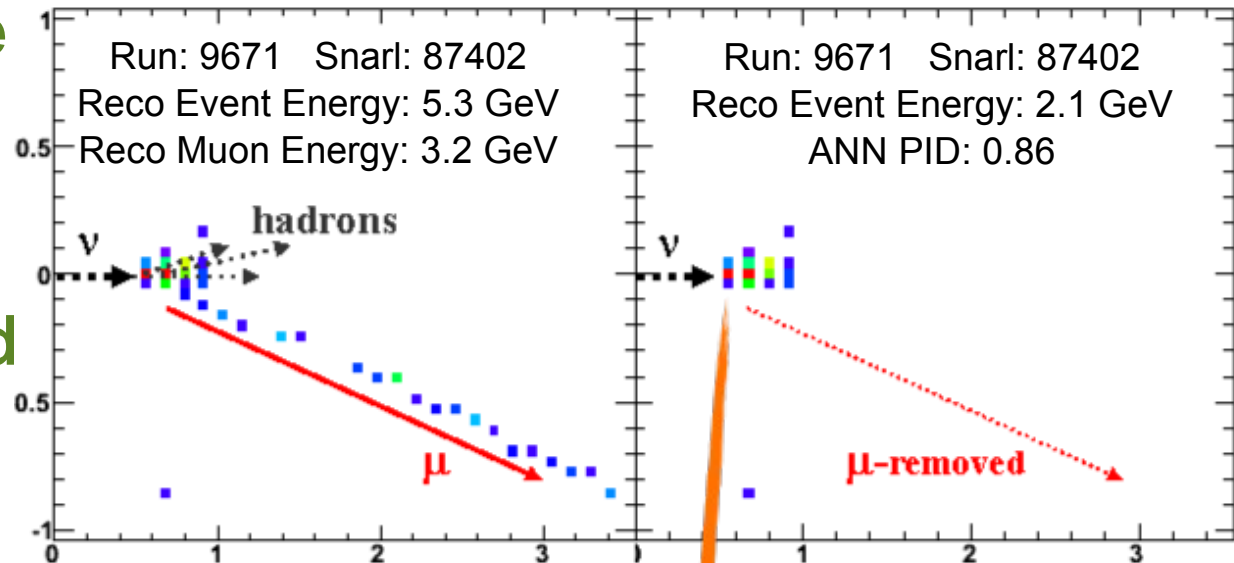 e
d
Run: 9671 Snarl: 87402
Reco Event Energy: 5.3 GeV
Reco Muon Energy: 3.2 GeV
1
0.5
0
0.5
-1
ν
hadrons
μ
0 1 2 3
Run: 9671 Snarl: 87402
Reco Event Energy: 2.1 GeV
ANN PID: 0.86
ν
μ-removed
1 2 3